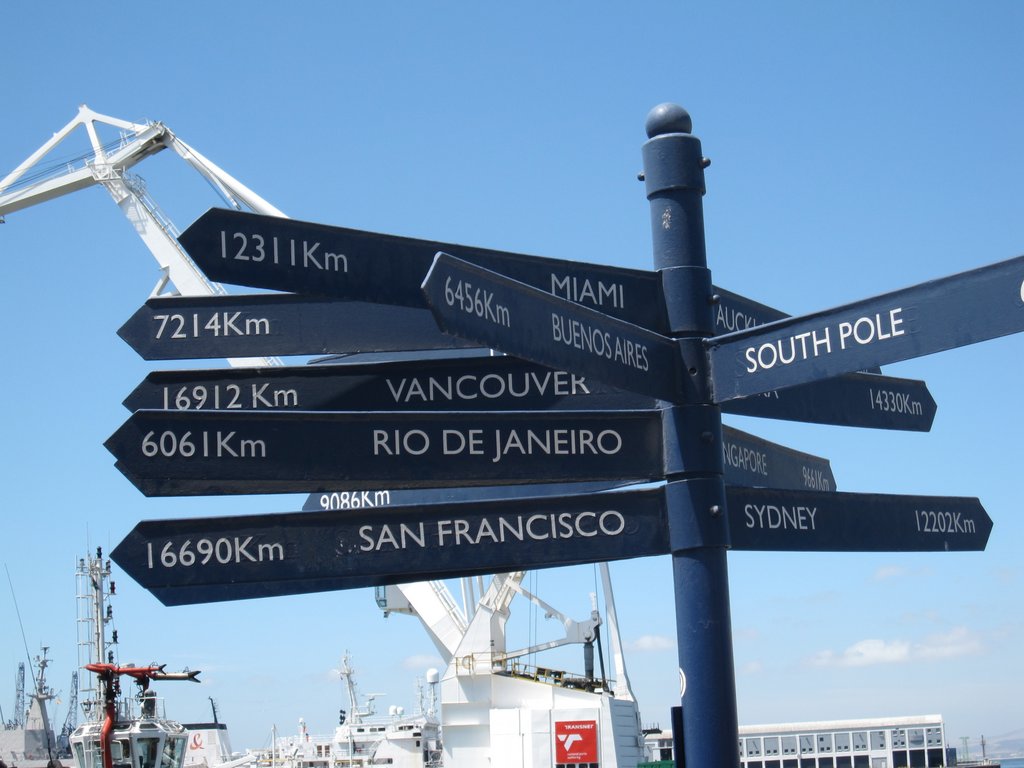 12311Km MIAMI
6456Km BUENOS AIRES
SOUTH POLE
7214Km
16912 Km VANCOUVER
14330Km
6061Km RIO DE JANEIRO
9661Km
9086Km
16690Km SAN FRANCISCO
SYDNEY 12202Km
TRANSNET